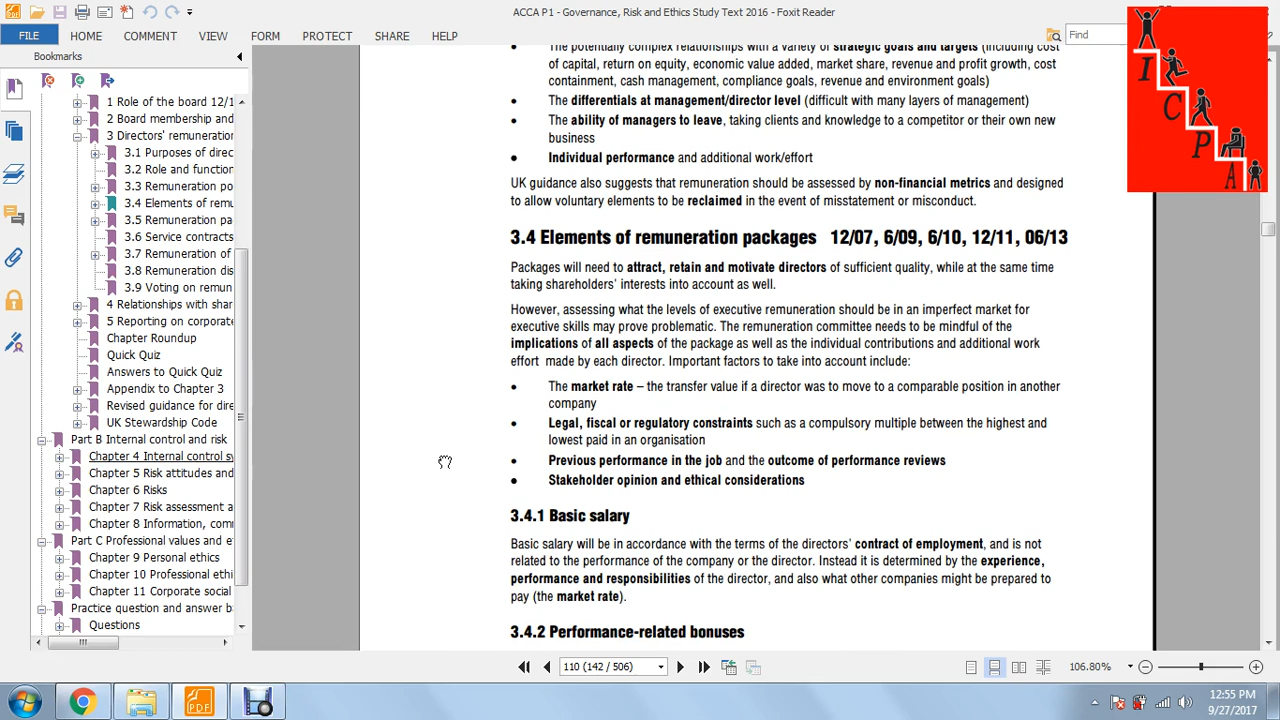 ACCA P1 - Governance, Risk and Ethics Study Text 2016 - Foxit Reader
FILE HOME COMMENT VIEW FORM PROTECT SHARE HELP
Find
Bookmarks
1 Role of the board 12/1
2 Board membership and
3 Directors' remuneration
3.1 Purposes of direc
3.2 Role and function
3.3 Remuneration po
3.4 Elements of remu
3.5 Remuneration pa
3.6 Service contracts
3.7 Remuneration of
3.8 Remuneration dis
3.9 Voting on remun
4 Relationships with shar
5 Reporting on corporate
Chapter Roundup
Quick Quiz
Answers to Quick Quiz
Appendix to Chapter 3
Revised guidance for dire
UK Stewardship Code
Part B Internal control and risk
Chapter 4 Internal control sy
Chapter 5 Risk attitudes and
Chapter 6 Risks
Chapter 7 Risk assessment a
Chapter 8 Information, comm
Part C Professional values and e
Chapter 9 Personal ethics
Chapter 10 Professional ethi
Chapter 11 Corporate social
Practice question and answer b
Questions
• The potentially complex relationships with a variety of strategic goals and targets (including cost
of capital, return on equity, economic value added, market share, revenue and profit growth, cost
containment, cash management, compliance goals, revenue and environment goals)
• The differentials at management/director level (difficult with many layers of management)
• The ability of managers to leave, taking clients and knowledge to a competitor or their own new
business
• Individual performance and additional work/effort
UK guidance also suggests that remuneration should be assessed by non-financial metrics and designed
to allow voluntary elements to be reclaimed in the event of misstatement or misconduct.
3.4 Elements of remuneration packages 12/07, 6/09, 6/10, 12/11, 06/13
Packages will need to attract, retain and motivate directors of sufficient quality, while at the same time
taking shareholders' interests into account as well.
However, assessing what the levels of executive remuneration should be in an imperfect market for
executive skills may prove problematic. The remuneration committee needs to be mindful of the
implications of all aspects of the package as well as the individual contributions and additional work
effort made by each director. Important factors to take into account include:
• The market rate – the transfer value if a director was to move to a comparable position in another
company
• Legal, fiscal or regulatory constraints such as a compulsory multiple between the highest and
lowest paid in an organisation
• Previous performance in the job and the outcome of performance reviews
• Stakeholder opinion and ethical considerations
3.4.1 Basic salary
Basic salary will be in accordance with the terms of the directors' contract of employment, and is not
related to the performance of the company or the director. Instead it is determined by the experience,
performance and responsibilities of the director, and also what other companies might be prepared to
pay (the market rate).
3.4.2 Performance-related bonuses
I
C
P
A
110 (142 / 506)
106.80%
PDF
12:55 PM
9/27/2017